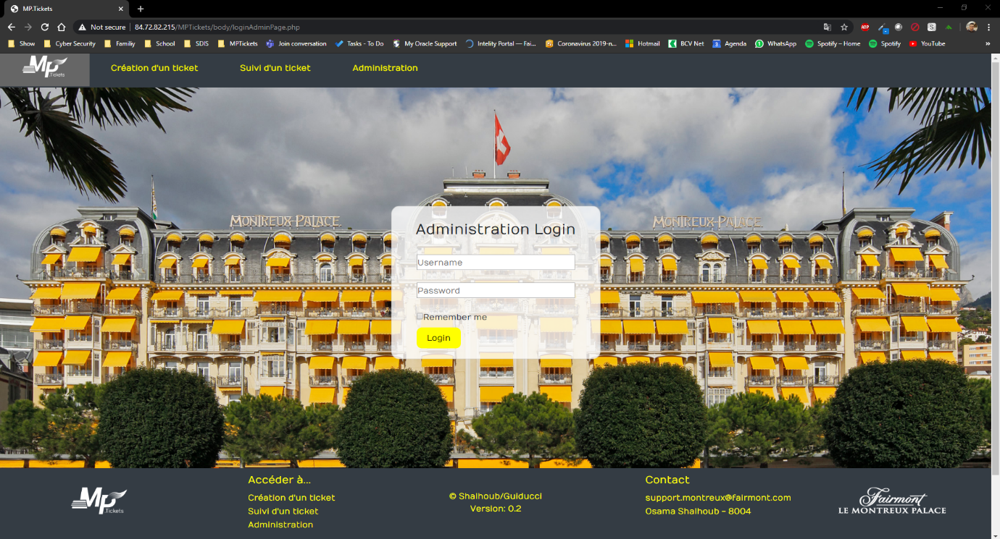 MP.Tickets
Not secure | 84.72.82.215/MPTickets/body/loginAdminPage.php
ABP
S
Show
Cyber Security
Familiy
School
SDIS
MPTickets
Join conversation
Tasks - To Do
My Oracle Support
Intelity Portal — Fai...
Coronavirus 2019-n...
Hotmail
BCV Net
3 Agenda
WhatsApp
Spotify – Home
Spotify
YouTube
»
MP.Tickets
Création d'un ticket
Suivi d'un ticket
Administration
MONTREUX-PALACE
MONTREUX-PALACE
Administration Login
Username
Password
Remember me
Login
MP.Tickets
Accéder à...
Création d'un ticket
Suivi d'un ticket
Administration
© Shalhoub/Guiducci
Version: 0.2
Contact
support.montreux@fairmont.com
Osama Shalhoub - 8004
Fairmont
LE MONTREUX PALACE